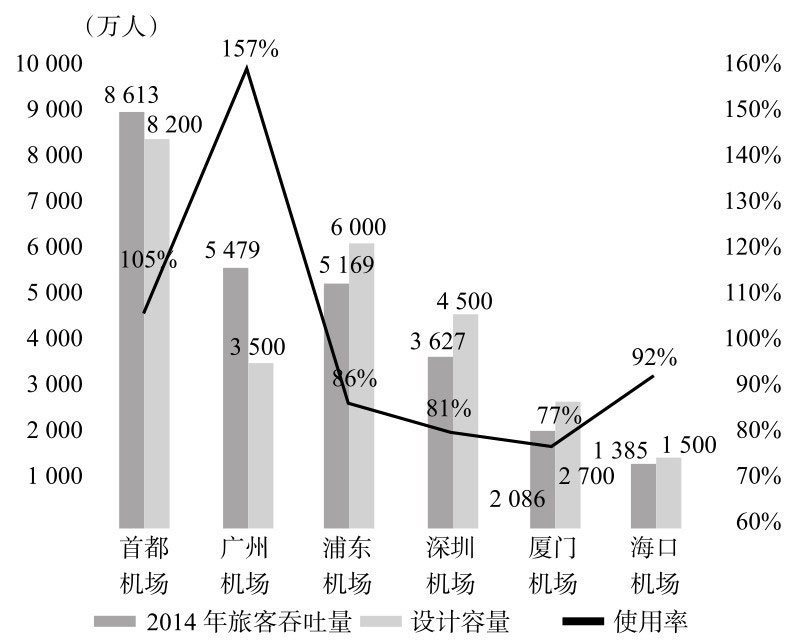 （万人）
10 000
9 000
8 000
7 000
6 000
5 000
4 000
3 000
2 000
1 000
160%
150%
140%
130%
120%
110%
100%
90%
80%
70%
60%
8 613
8 200
105%
157%
5 479
3 500
6 000
5 169
86%
4 500
3 627
81%
77%
2 700
2 086
92%
1 385
1 500
首都
机场
广州
机场
浦东
机场
深圳
机场
厦门
机场
海口
机场
2014 年旅客吞吐量
设计容量
使用率